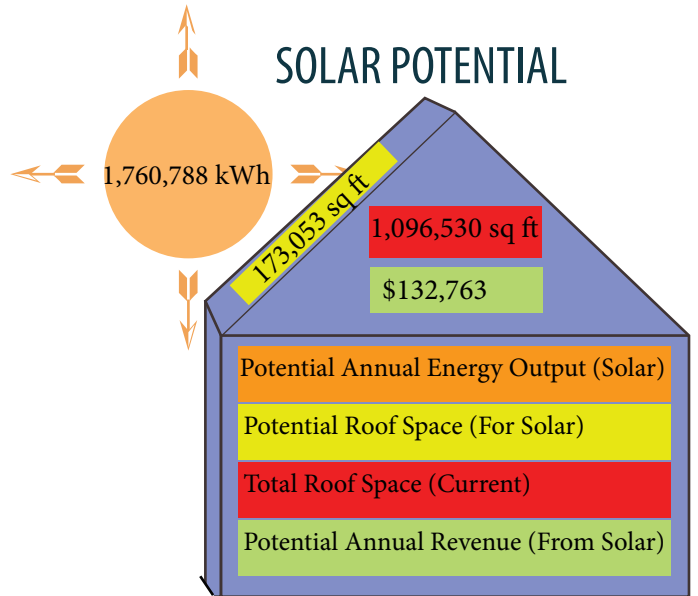 SOLAR POTENTIAL
1,760,788 kWh
173,053 sq ft
1,096,530 sq ft
$132,763
Potential Annual Energy Output (Solar)
Potential Roof Space (For Solar)
Total Roof Space (Current)
Potential Annual Revenue (From Solar)